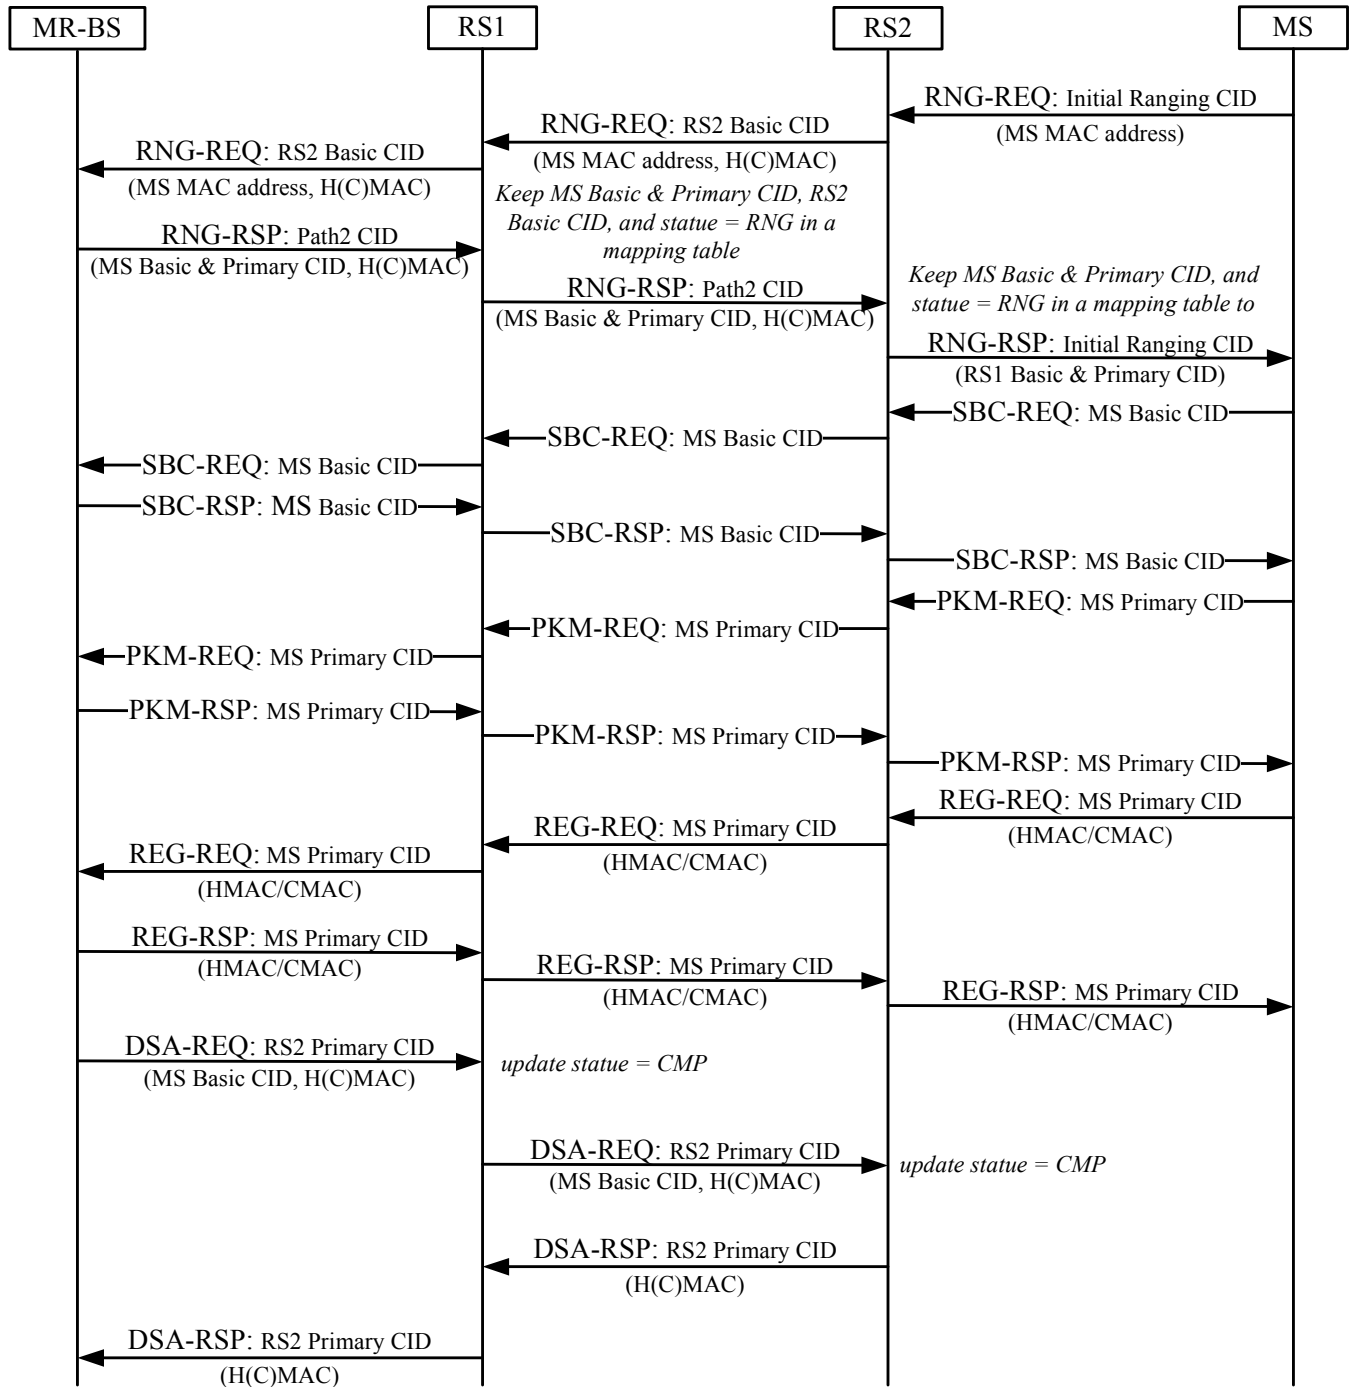 MR-BS
RS1
RS2
MS
RNG-REQ: Initial Ranging CID
(MS MAC address)
RNG-REQ: RS2 Basic CID
(MS MAC address, H(C)MAC)
RNG-REQ: RS2 Basic CID
(MS MAC address, H(C)MAC)
Keep MS Basic & Primary CID, RS2
Basic CID, and statue = RNG in a
mapping table
RNG-RSP: Path2 CID
(MS Basic & Primary CID, H(C)MAC)
RNG-RSP: Path2 CID
(MS Basic & Primary CID, H(C)MAC)
Keep MS Basic & Primary CID, and
statue = RNG in a mapping table to
RNG-RSP: Initial Ranging CID
(RS1 Basic & Primary CID)
SBC-REQ: MS Basic CID
SBC-REQ: MS Basic CID
SBC-REQ: MS Basic CID
SBC-RSP: MS Basic CID
SBC-RSP: MS Basic CID
SBC-RSP: MS Basic CID
PKM-REQ: MS Primary CID
PKM-REQ: MS Primary CID
PKM-REQ: MS Primary CID
PKM-RSP: MS Primary CID
PKM-RSP: MS Primary CID
PKM-RSP: MS Primary CID
REG-REQ: MS Primary CID
(HMAC/CMAC)
REG-REQ: MS Primary CID
(HMAC/CMAC)
REG-REQ: MS Primary CID
(HMAC/CMAC)
REG-RSP: MS Primary CID
(HMAC/CMAC)
REG-RSP: MS Primary CID
(HMAC/CMAC)
REG-RSP: MS Primary CID
(HMAC/CMAC)
DSA-REQ: RS2 Primary CID
(MS Basic CID, H(C)MAC)
update statue = CMP
DSA-REQ: RS2 Primary CID
(MS Basic CID, H(C)MAC)
update statue = CMP
DSA-RSP: RS2 Primary CID
(H(C)MAC)
DSA-RSP: RS2 Primary CID
(H(C)MAC)